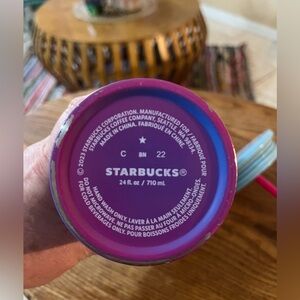 © 2023 STARBUCKS CORPORATION. MANUFACTURED FOR / FABRIQUÉ POUR
STARBUCKS COFFEE COMPANY, SEATTLE, WA
MADE IN CHINA. FABRIQUÉ EN CHINE.
C BN 22
STARBUCKS®
24 fl. oz / 710 mL
HAND WASH ONLY. LAVER À LA MAIN SEULEMENT.
DO NOT MICROWAVE. NE PAS PASSER AU FOUR À MICRO-ONDES.
FOR COLD BEVERAGES ONLY. POUR BOISSONS FROIDES UNIQUEMENT.